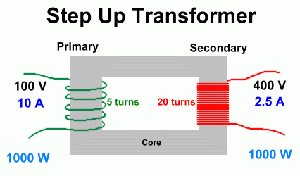 Step Up Transformer
Primary
Secondary
100 V
10 A
5 turns
20 turns
400 V
2.5 A
1000 W
Core
1000 W